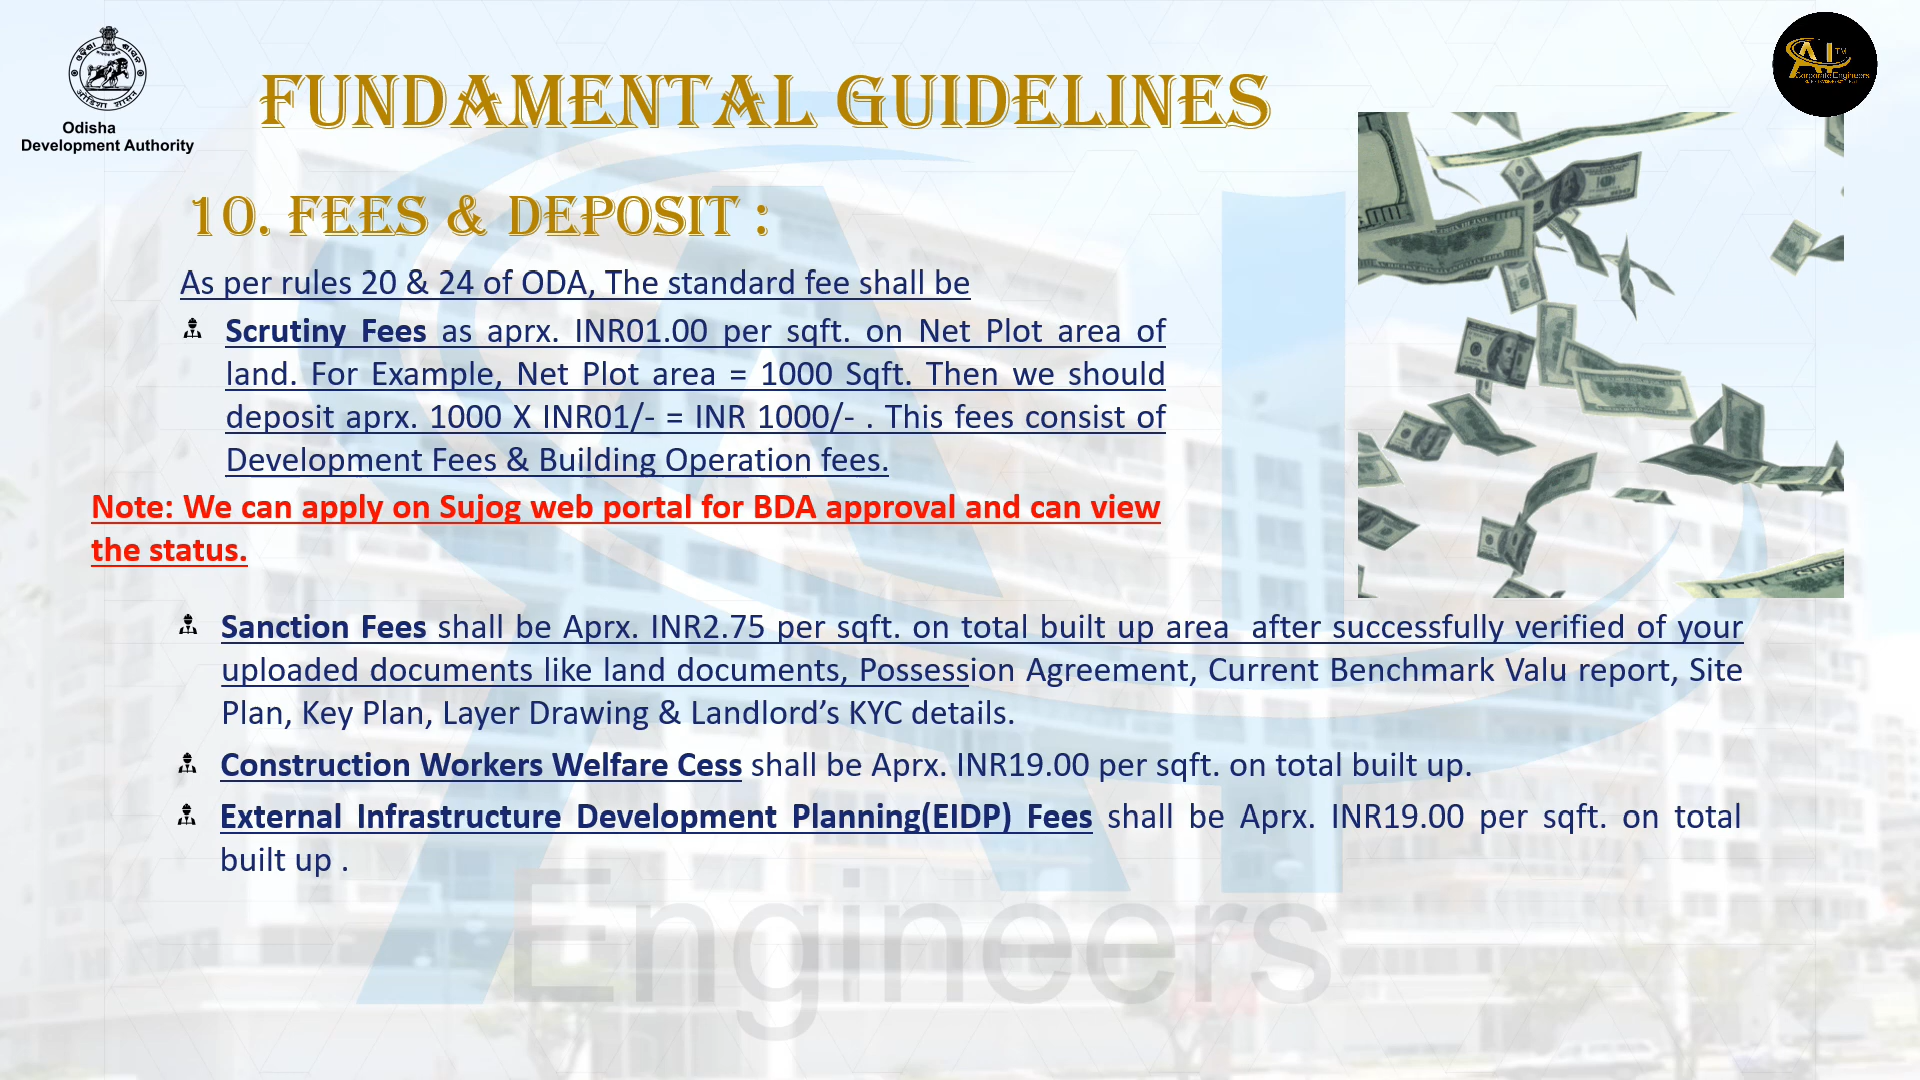 Odisha
Development Authority
FUNDAMENTAL GUIDELINES
AI TM
Corporate Engineers
10. FEES & DEPOSIT :
As per rules 20 & 24 of ODA, The standard fee shall be
Scrutiny Fees as aprx. INR01.00 per sqft. on Net Plot area of
land. For Example, Net Plot area = 1000 Sqft. Then we should
deposit aprx. 1000 X INR01/- = INR 1000/- . This fees consist of
Development Fees & Building Operation fees.
Note: We can apply on Sujog web portal for BDA approval and can view
the status.
Sanction Fees shall be Aprx. INR2.75 per sqft. on total built up area after successfully verified of your
uploaded documents like land documents, Possession Agreement, Current Benchmark Valu report, Site
Plan, Key Plan, Layer Drawing & Landlord’s KYC details.
Construction Workers Welfare Cess shall be Aprx. INR19.00 per sqft. on total built up.
External Infrastructure Development Planning(EIDP) Fees shall be Aprx. INR19.00 per sqft. on total
built up .
Engineers